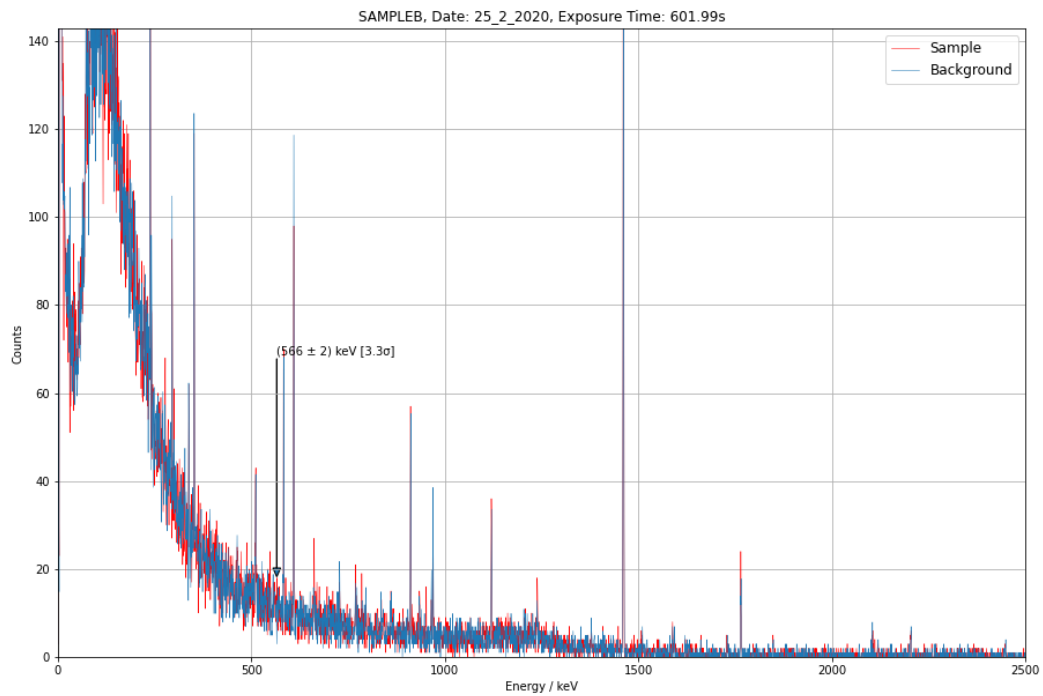 SAMPLEB, Date: 25_2_2020, Exposure Time: 601.99s
Sample
Background
(566 ± 2) keV [3.3σ]
Counts
140
120
100
80
60
40
20
0
0
500
1000
1500
2000
2500
Energy / keV